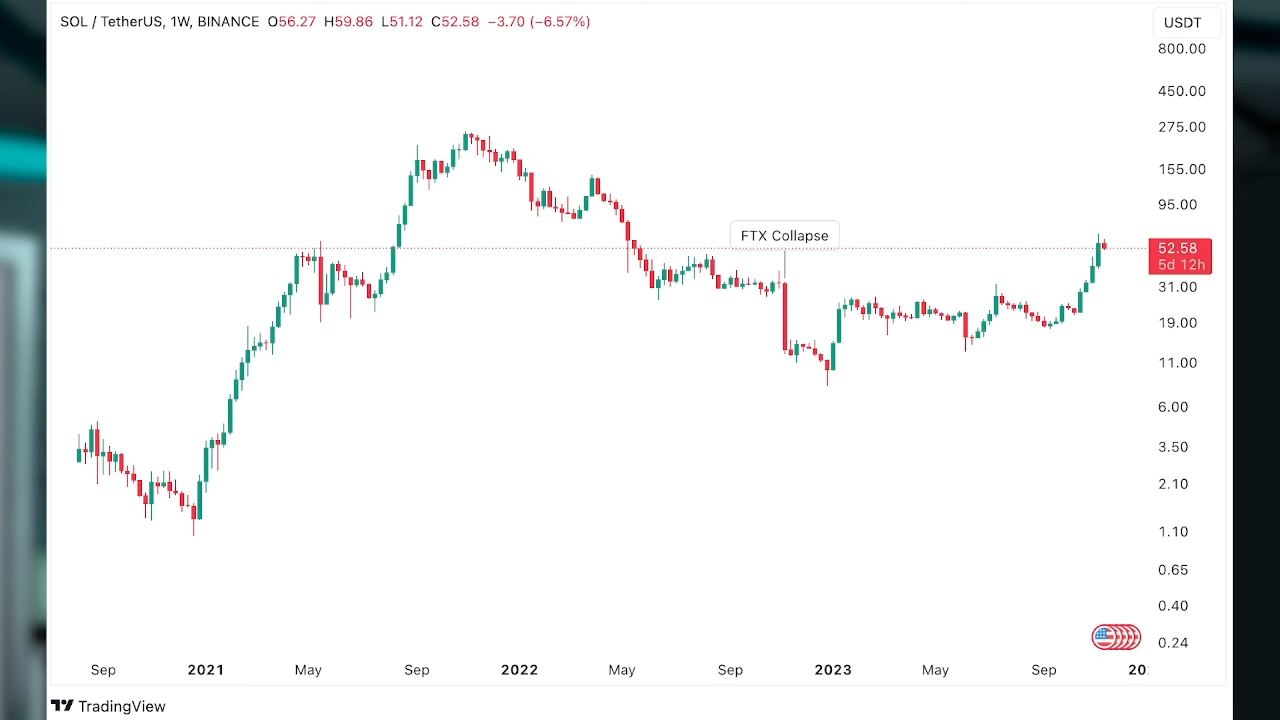 SOL / TetherUS, 1W, BINANCE O56.27 H59.86 L51.12 C52.58 −3.70 (−6.57%)
USDT
800.00
450.00
275.00
155.00
95.00
FTX Collapse
52.58
5d 12h
31.00
19.00
11.00
6.00
3.50
2.10
1.10
0.65
0.40
0.24
Sep 2021 May Sep 2022 May Sep 2023 May Sep 20
TradingView